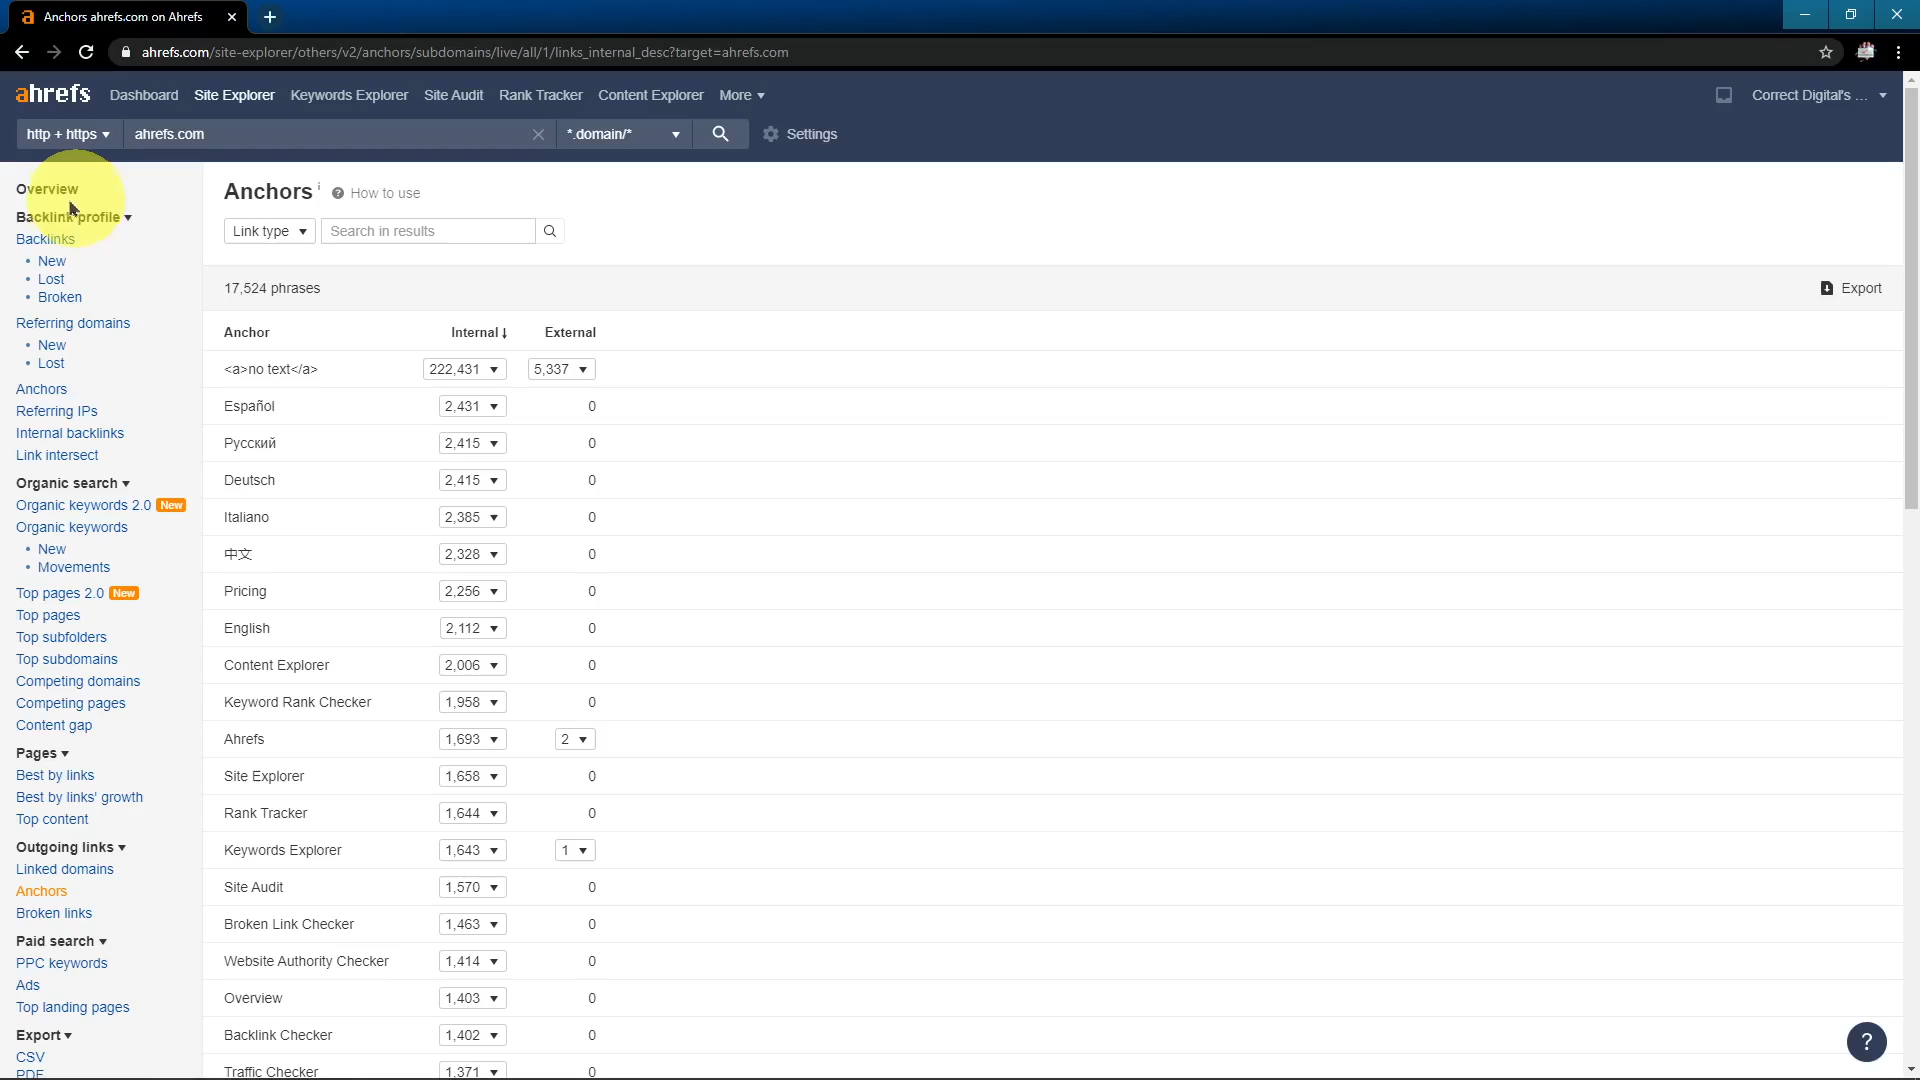 Anchors ahrefs.com on Ahrefs
ahrefs.com/site-explorer/others/v2/anchors/subdomains/live/all/1/links_internal_desc?target=ahrefs.com
ahrefs Dashboard Site Explorer Keywords Explorer Site Audit Rank Tracker Content Explorer More Correct Digital's ...
http + https ahrefs.com *.domain/* Settings
Overview
Backlink profile
Backlinks
• New
• Lost
• Broken
Referring domains
• New
• Lost
Anchors
Referring IPs
Internal backlinks
Link intersect
Organic search
Organic keywords 2.0 New
Organic keywords
• New
• Movements
Top pages 2.0 New
Top pages
Top subfolders
Top subdomains
Competing domains
Competing pages
Content gap
Pages
Best by links
Best by links' growth
Top content
Outgoing links
Linked domains
Anchors
Broken links
Paid search
PPC keywords
Ads
Top landing pages
Export
CSV
PDF
Anchors i ? How to use
Link type Search in results
17,524 phrases Export
Anchor Internal ↓ External
<a>no text</a> 222,431 5,337
Español 2,431 0
Русский 2,415 0
Deutsch 2,415 0
Italiano 2,385 0
中文 2,328 0
Pricing 2,256 0
English 2,112 0
Content Explorer 2,006 0
Keyword Rank Checker 1,958 0
Ahrefs 1,693 2
Site Explorer 1,658 0
Rank Tracker 1,644 0
Keywords Explorer 1,643 1
Site Audit 1,570 0
Broken Link Checker 1,463 0
Website Authority Checker 1,414 0
Overview 1,403 0
Backlink Checker 1,402 0
Traffic Checker 1,371 0
?